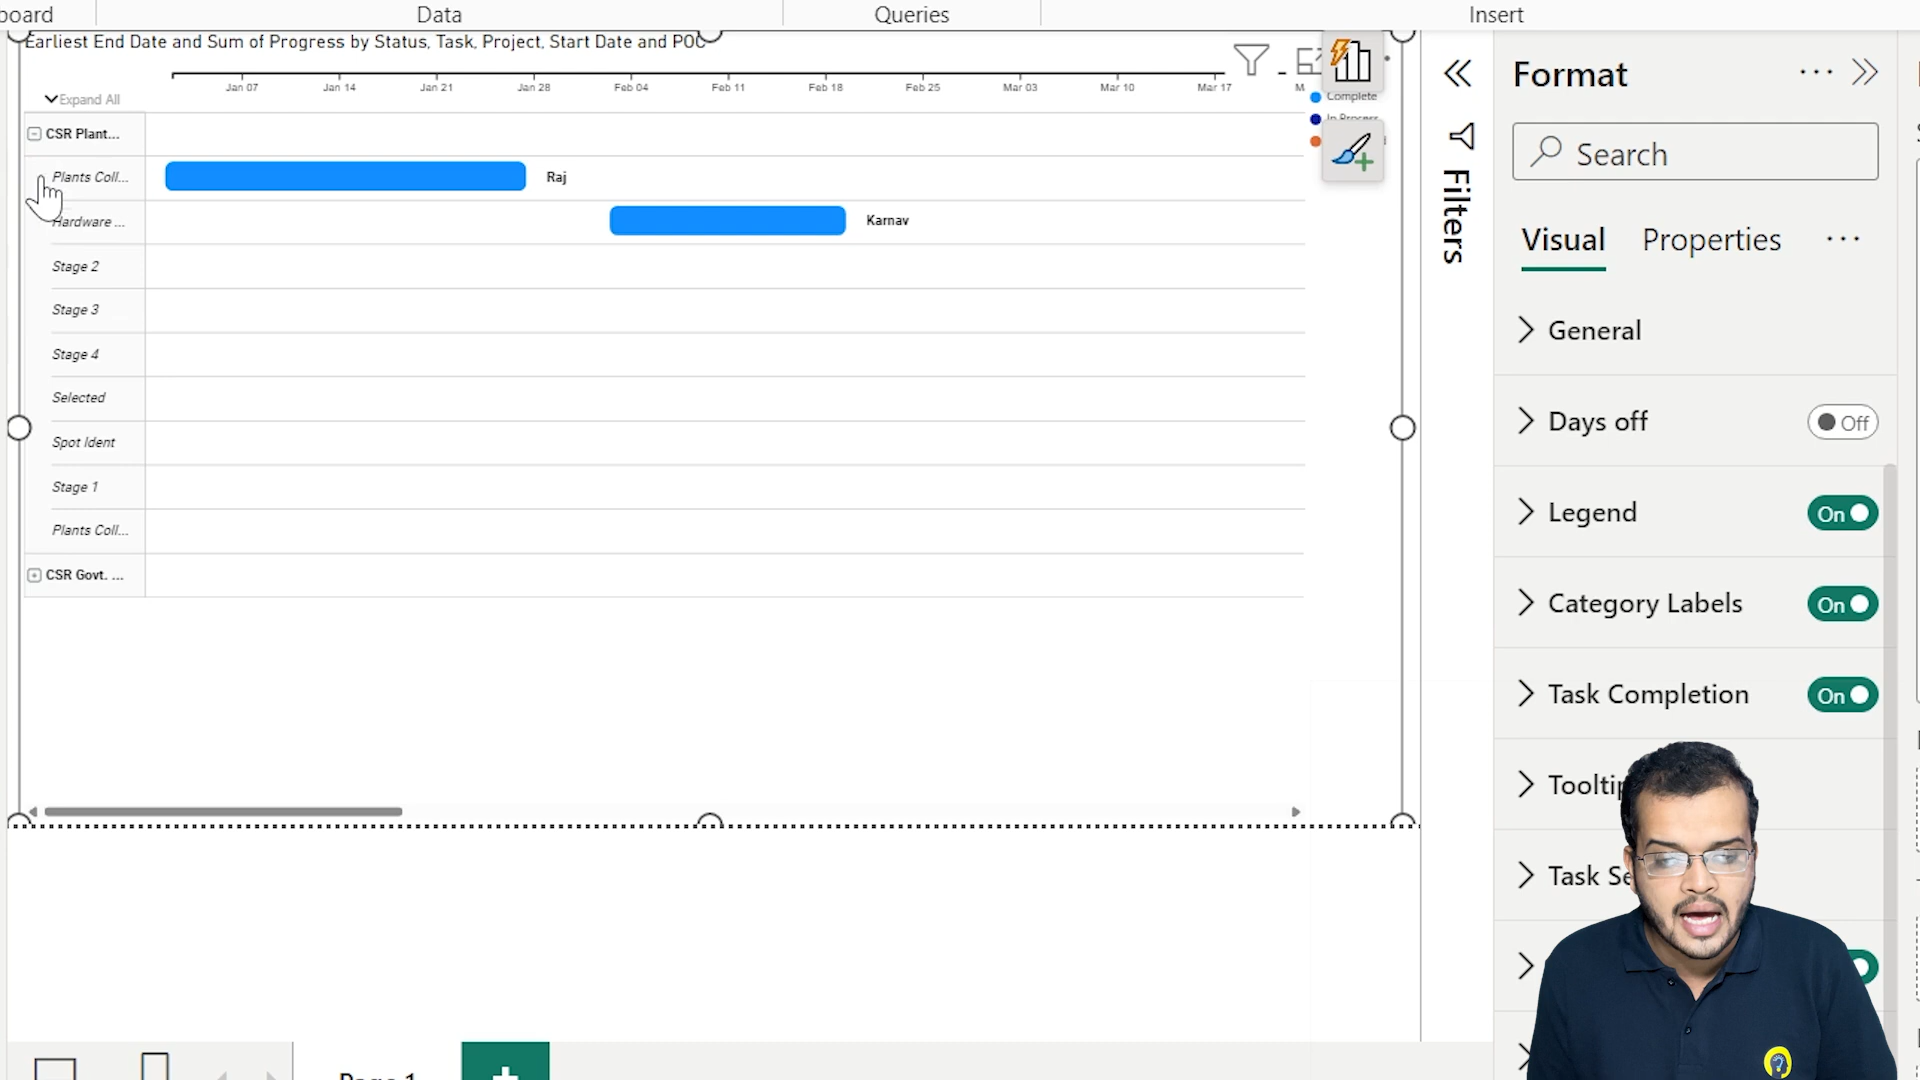 Data
Queries
Insert
Earliest End Date and Sum of Progress by Status, Task, Project, Start Date and POC
Jan 07
Jan 14
Jan 21
Jan 28
Feb 04
Feb 11
Feb 18
Feb 25
Mar 03
Mar 10
Mar 17
M
Expand All
Complete
In Process
CSR Plant...
Plants Coll...
Raj
Hardware ...
Karnav
Stage 2
Stage 3
Stage 4
Selected
Spot Ident
Stage 1
Plants Coll...
CSR Govt. ...
Filters
Format
Search
Visual
Properties
General
Days off
Off
Legend
On
Category Labels
On
Task Completion
On
Task
Page 1